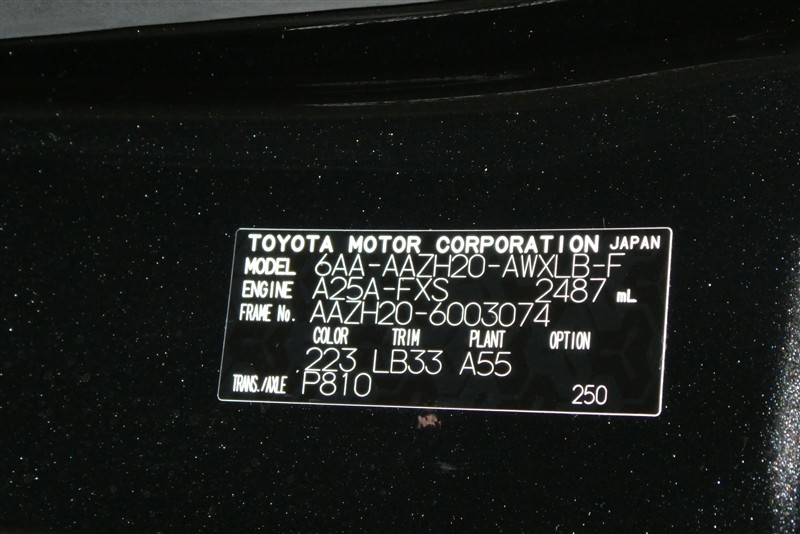 TOYOTA MOTOR CORPORATION JAPAN
MODEL 6AA-AAZH20-AWXLB-F
ENGINE A25A-FXS 2487 mL
FRAME No. AAZH20-6003074
COLOR TRIM PLANT OPTION
223 LB33 A55
TRANS./AXLE P810 250